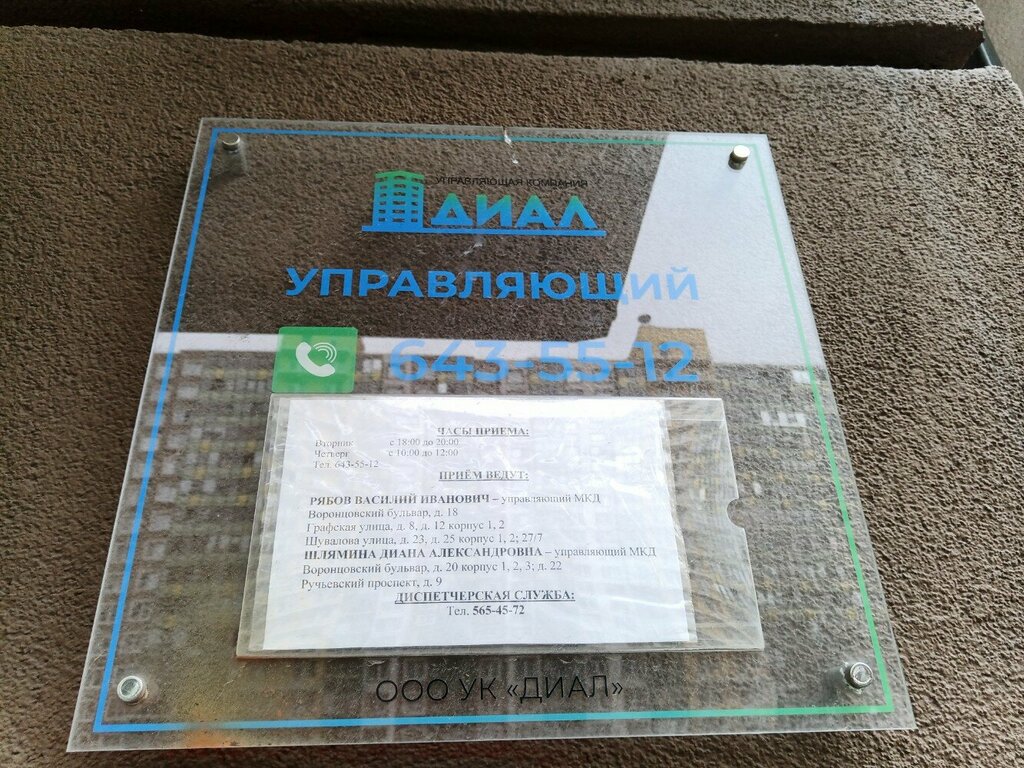 УПРАВЛЯЮЩАЯ КОМПАНИЯ
ДИАЛ
УПРАВЛЯЮЩИЙ
643-55-12
ЧАСЫ ПРИЕМА:
Вторник с 18:00 до 20:00
Четверг с 10:00 до 12:00
Тел. 643-55-12
ПРИЁМ ВЕДУТ:
РЯБОВ ВАСИЛИЙ ИВАНОВИЧ – управляющий МКД
Воронцовский бульвар, д. 18
Графская улица, д. 8, д. 12 корпус 1, 2
Шувалова улица, д. 23, д. 25 корпус 1, 2; 27/7
ШЛЯМИНА ДИАНА АЛЕКСАНДРОВНА – управляющий МКД
Воронцовский бульвар, д. 20 корпус 1, 2, 3; д. 22
Ручьевский проспект, д. 9
ДИСПЕТЧЕРСКАЯ СЛУЖБА:
Тел. 565-45-72
ООО УК «ДИАЛ»